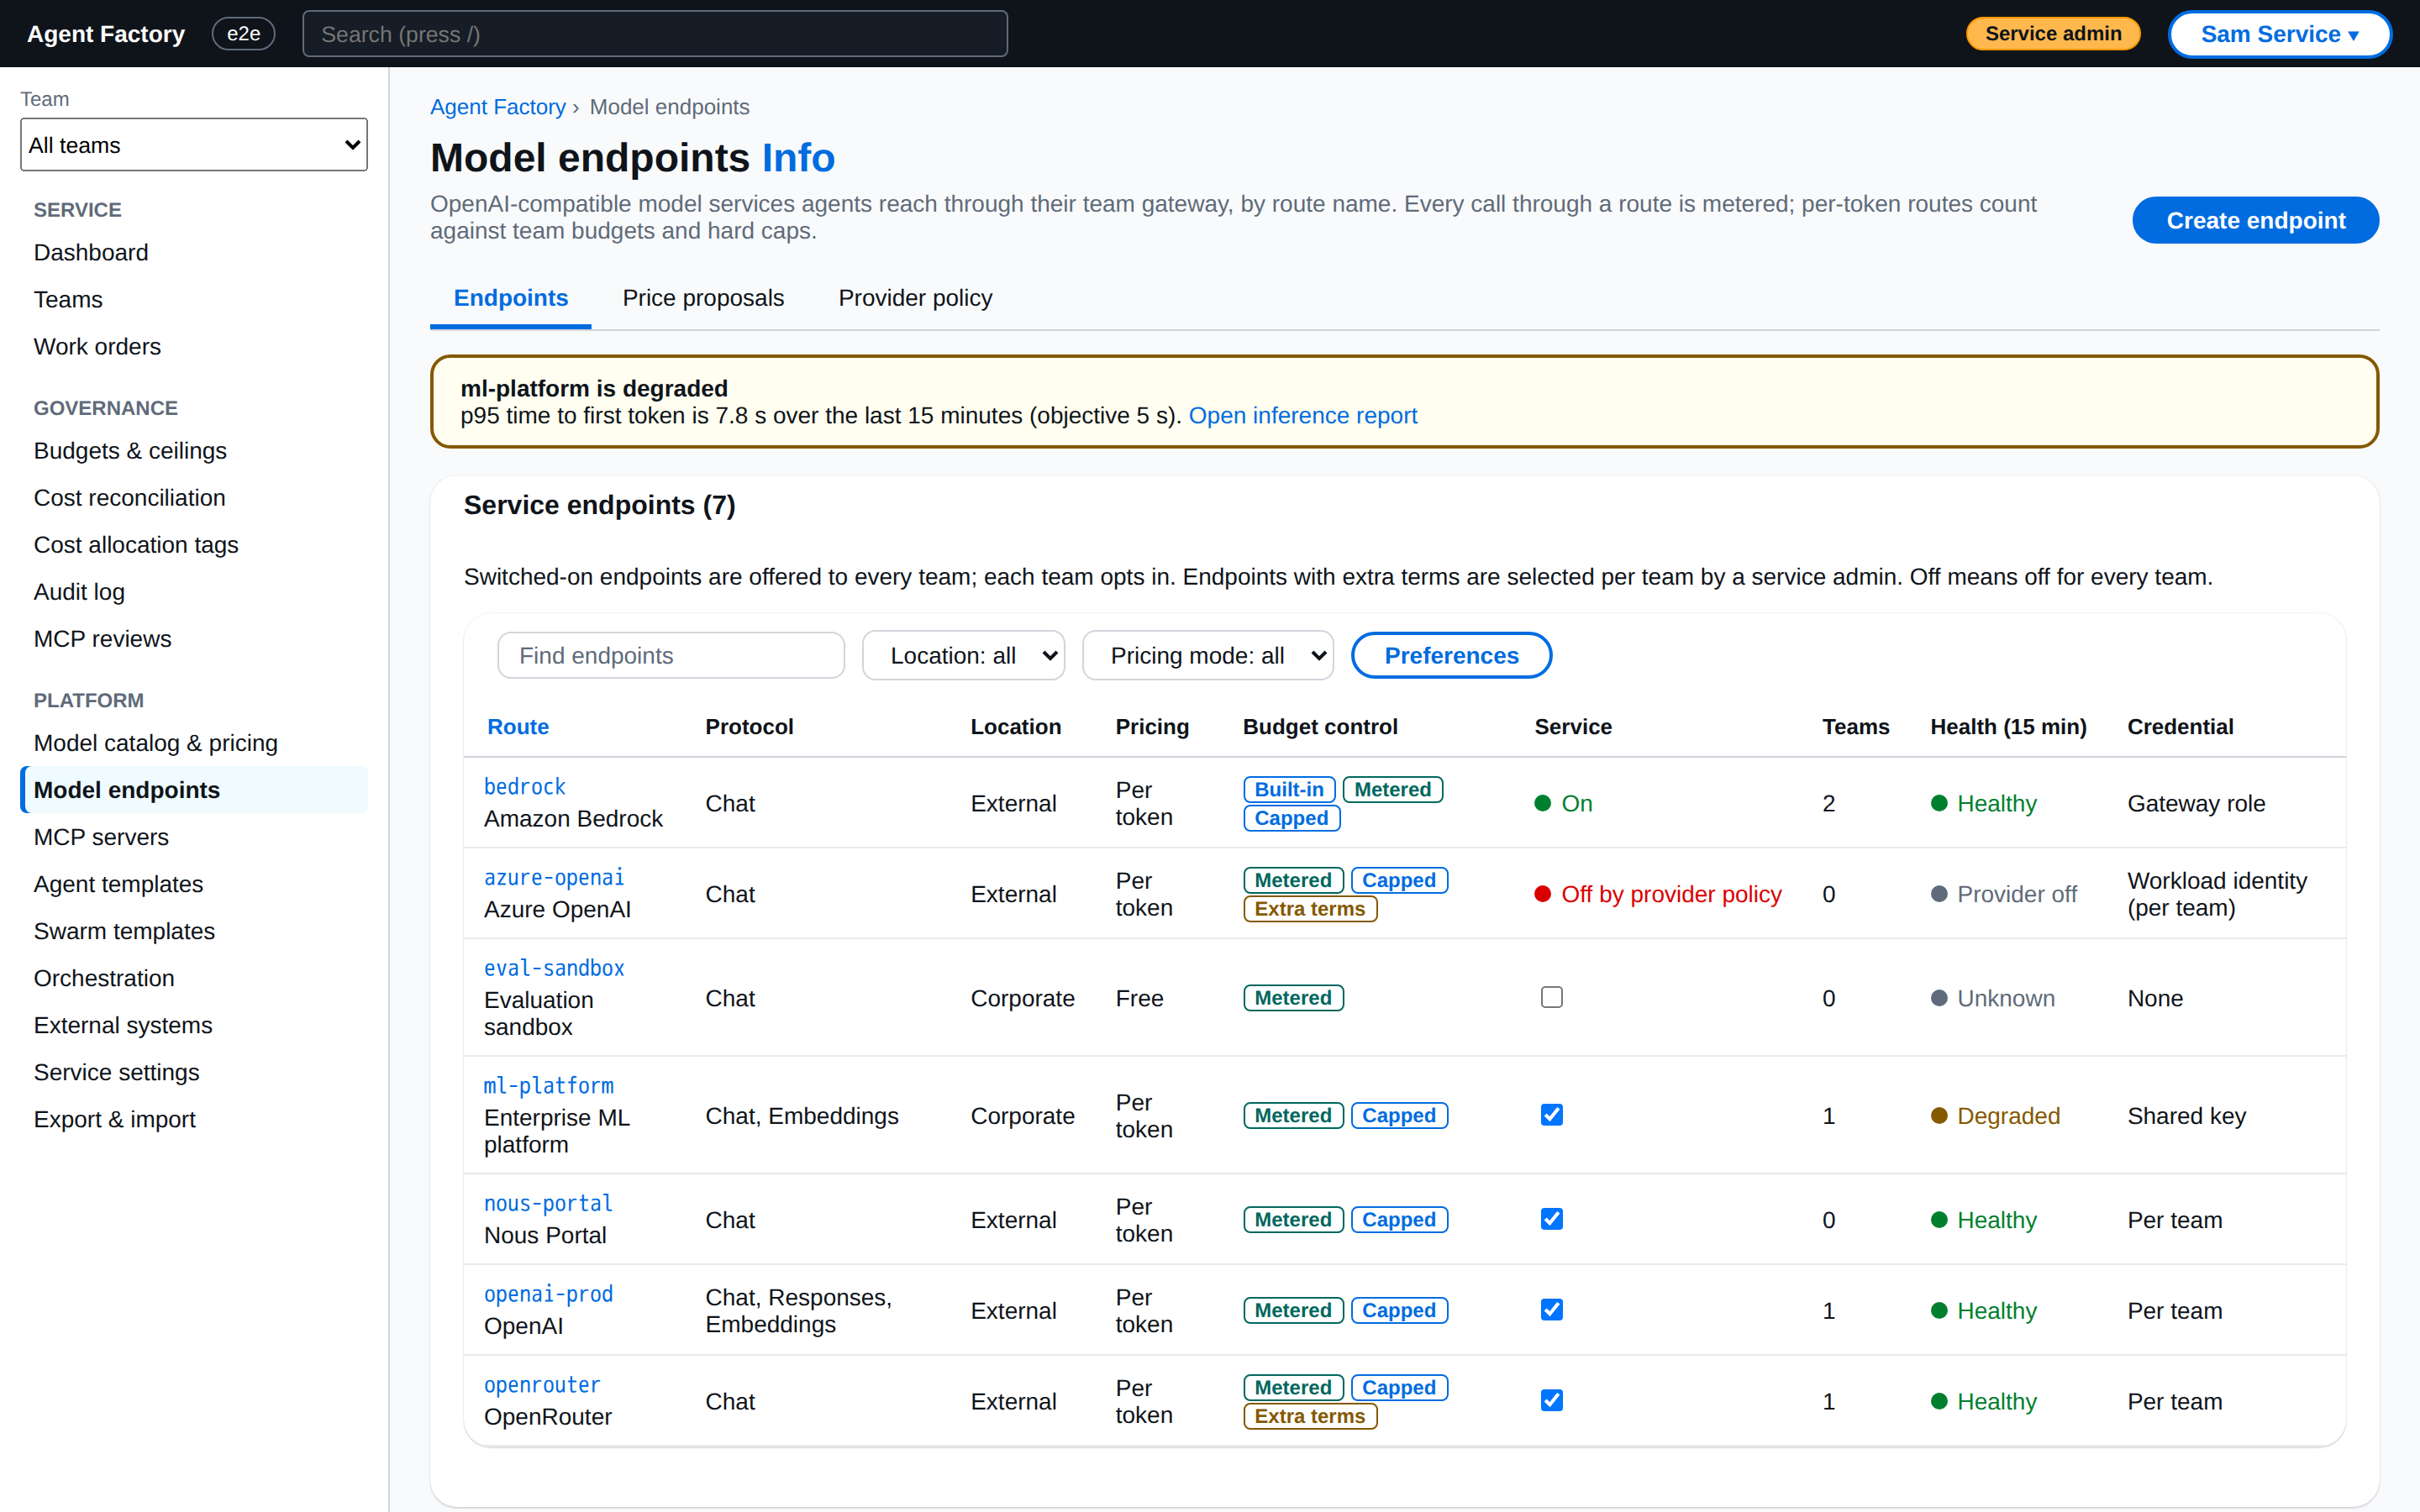 Agent Factory e2e Search (press /) Service admin Sam Service ▾
Team
All teams
SERVICE
Dashboard
Teams
Work orders
GOVERNANCE
Budgets & ceilings
Cost reconciliation
Cost allocation tags
Audit log
MCP reviews
PLATFORM
Model catalog & pricing
Model endpoints
MCP servers
Agent templates
Swarm templates
Orchestration
External systems
Service settings
Export & import
Agent Factory › Model endpoints
Model endpoints Info
OpenAI-compatible model services agents reach through their team gateway, by route name. Every call through a route is metered; per-token routes count
against team budgets and hard caps.
Create endpoint
Endpoints Price proposals Provider policy
ml-platform is degraded
p95 time to first token is 7.8 s over the last 15 minutes (objective 5 s). Open inference report
Service endpoints (7)
Switched-on endpoints are offered to every team; each team opts in. Endpoints with extra terms are selected per team by a service admin. Off means off for every team.
Find endpoints Location: all Pricing mode: all Preferences
Route Protocol Location Pricing Budget control Service Teams Health (15 min) Credential
bedrock
Amazon Bedrock
Chat
External
Per
token
Built-in Metered
Capped
On
2
Healthy
Gateway role
azure-openai
Azure OpenAI
Chat
External
Per
token
Metered Capped
Extra terms
Off by provider policy
0
Provider off
Workload identity
(per team)
eval-sandbox
Evaluation
sandbox
Chat
Corporate
Free
Metered
0
Unknown
None
ml-platform
Enterprise ML
platform
Chat, Embeddings
Corporate
Per
token
Metered Capped
1
Degraded
Shared key
nous-portal
Nous Portal
Chat
External
Per
token
Metered Capped
0
Healthy
Per team
openai-prod
OpenAI
Chat, Responses,
Embeddings
External
Per
token
Metered Capped
1
Healthy
Per team
openrouter
OpenRouter
Chat
External
Per
token
Metered Capped
Extra terms
1
Healthy
Per team